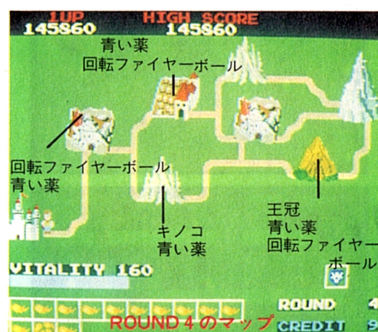 1UP
HIGH SCORE
145860
145860
青い薬
回転ファイヤーボール
回転ファイヤーボール
青い薬
キノコ
青い薬
王冠
青い薬
回転ファイヤー
ボール
VITALITY 160
ROUND 4
CREDIT
ROUND 4 のマップ